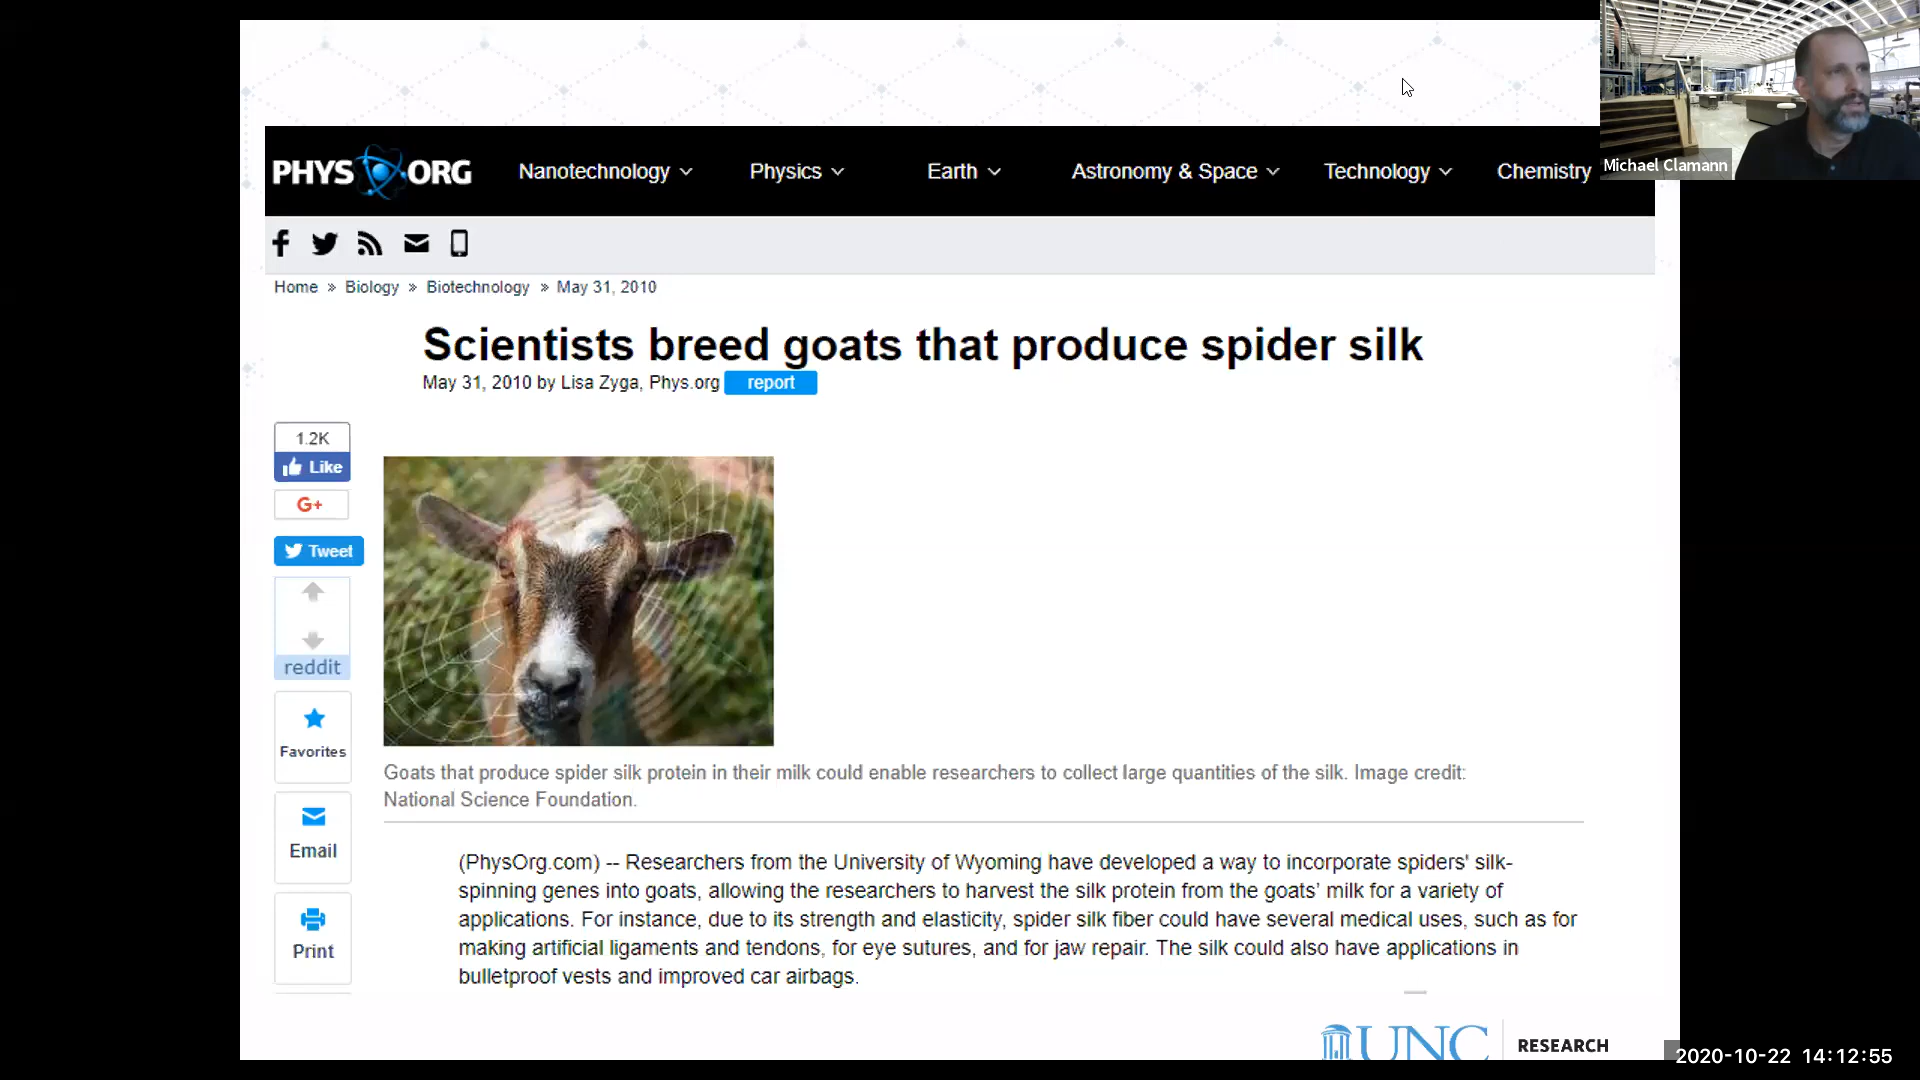 PHYS ORG
Nanotechnology
Physics
Earth
Astronomy & Space
Technology
Chemistry
Michael Clamann
Home » Biology » Biotechnology » May 31, 2010
Scientists breed goats that produce spider silk
May 31, 2010 by Lisa Zyga, Phys.org report
1.2K
Like
G+
Tweet
reddit
Favorites
Email
Print
Goats that produce spider silk protein in their milk could enable researchers to collect large quantities of the silk. Image credit:
National Science Foundation.
(PhysOrg.com) -- Researchers from the University of Wyoming have developed a way to incorporate spiders' silk-
spinning genes into goats, allowing the researchers to harvest the silk protein from the goats’ milk for a variety of
applications. For instance, due to its strength and elasticity, spider silk fiber could have several medical uses, such as for
making artificial ligaments and tendons, for eye sutures, and for jaw repair. The silk could also have applications in
bulletproof vests and improved car airbags.
UNC RESEARCH
2020-10-22 14:12:55